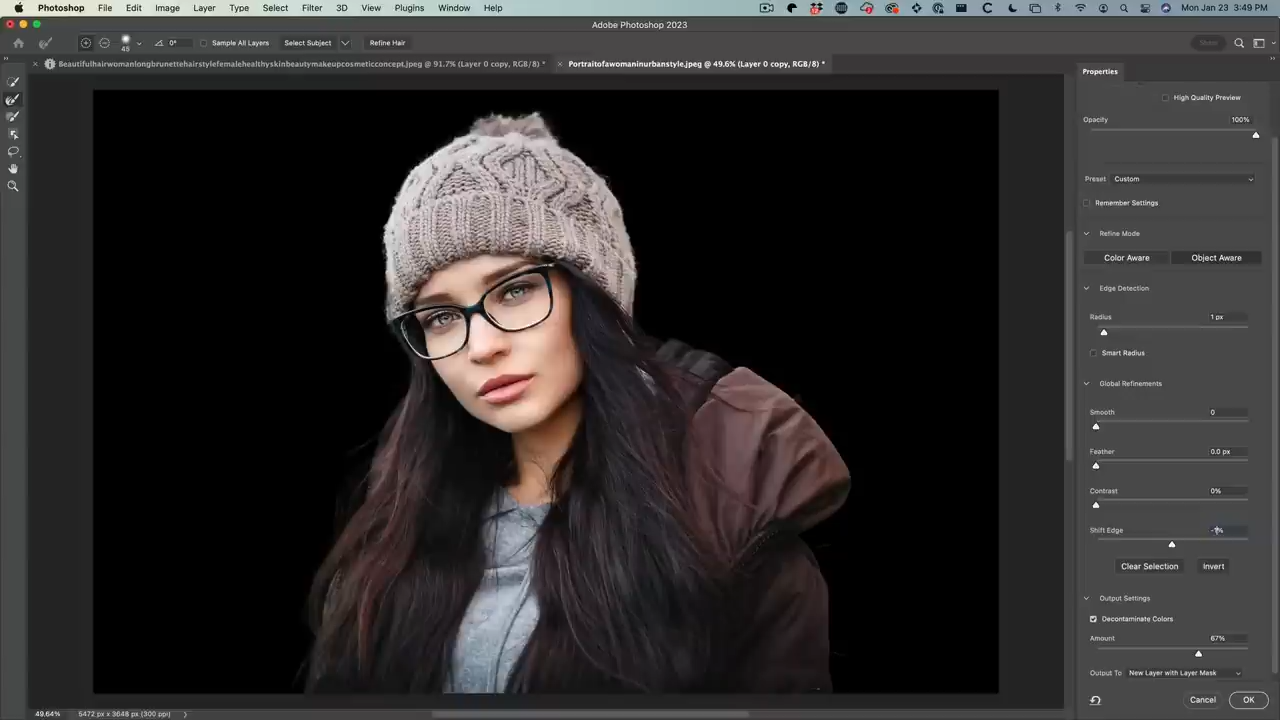 Photoshop File Edit Image Layer Type Select Filter 3D View Plugins Window Help Mon Jan 23 3:49 PM
Adobe Photoshop 2023
45 0° Sample All Layers Select Subject Refine Hair Share
Beautifulhairwomanlongbrunettehairstylefemalehealthyskinbeautymakeupcosmeticconcept.jpeg @ 91.7% (Layer 0 copy, RGB/8) * Portraitofawomaninurbanstyle.jpeg @ 49.6% (Layer 0 copy, RGB/8) *
Properties
High Quality Preview
Opacity 100%
Preset Custom
Remember Settings
Refine Mode
Color Aware Object Aware
Edge Detection
Radius 1 px
Smart Radius
Global Refinements
Smooth 0
Feather 0.0 px
Contrast 0%
Shift Edge
Clear Selection Invert
Output Settings
Decontaminate Colors
Amount 67%
Output To New Layer with Layer Mask
Cancel OK
49.64% 5472 px x 3648 px (300 ppi)